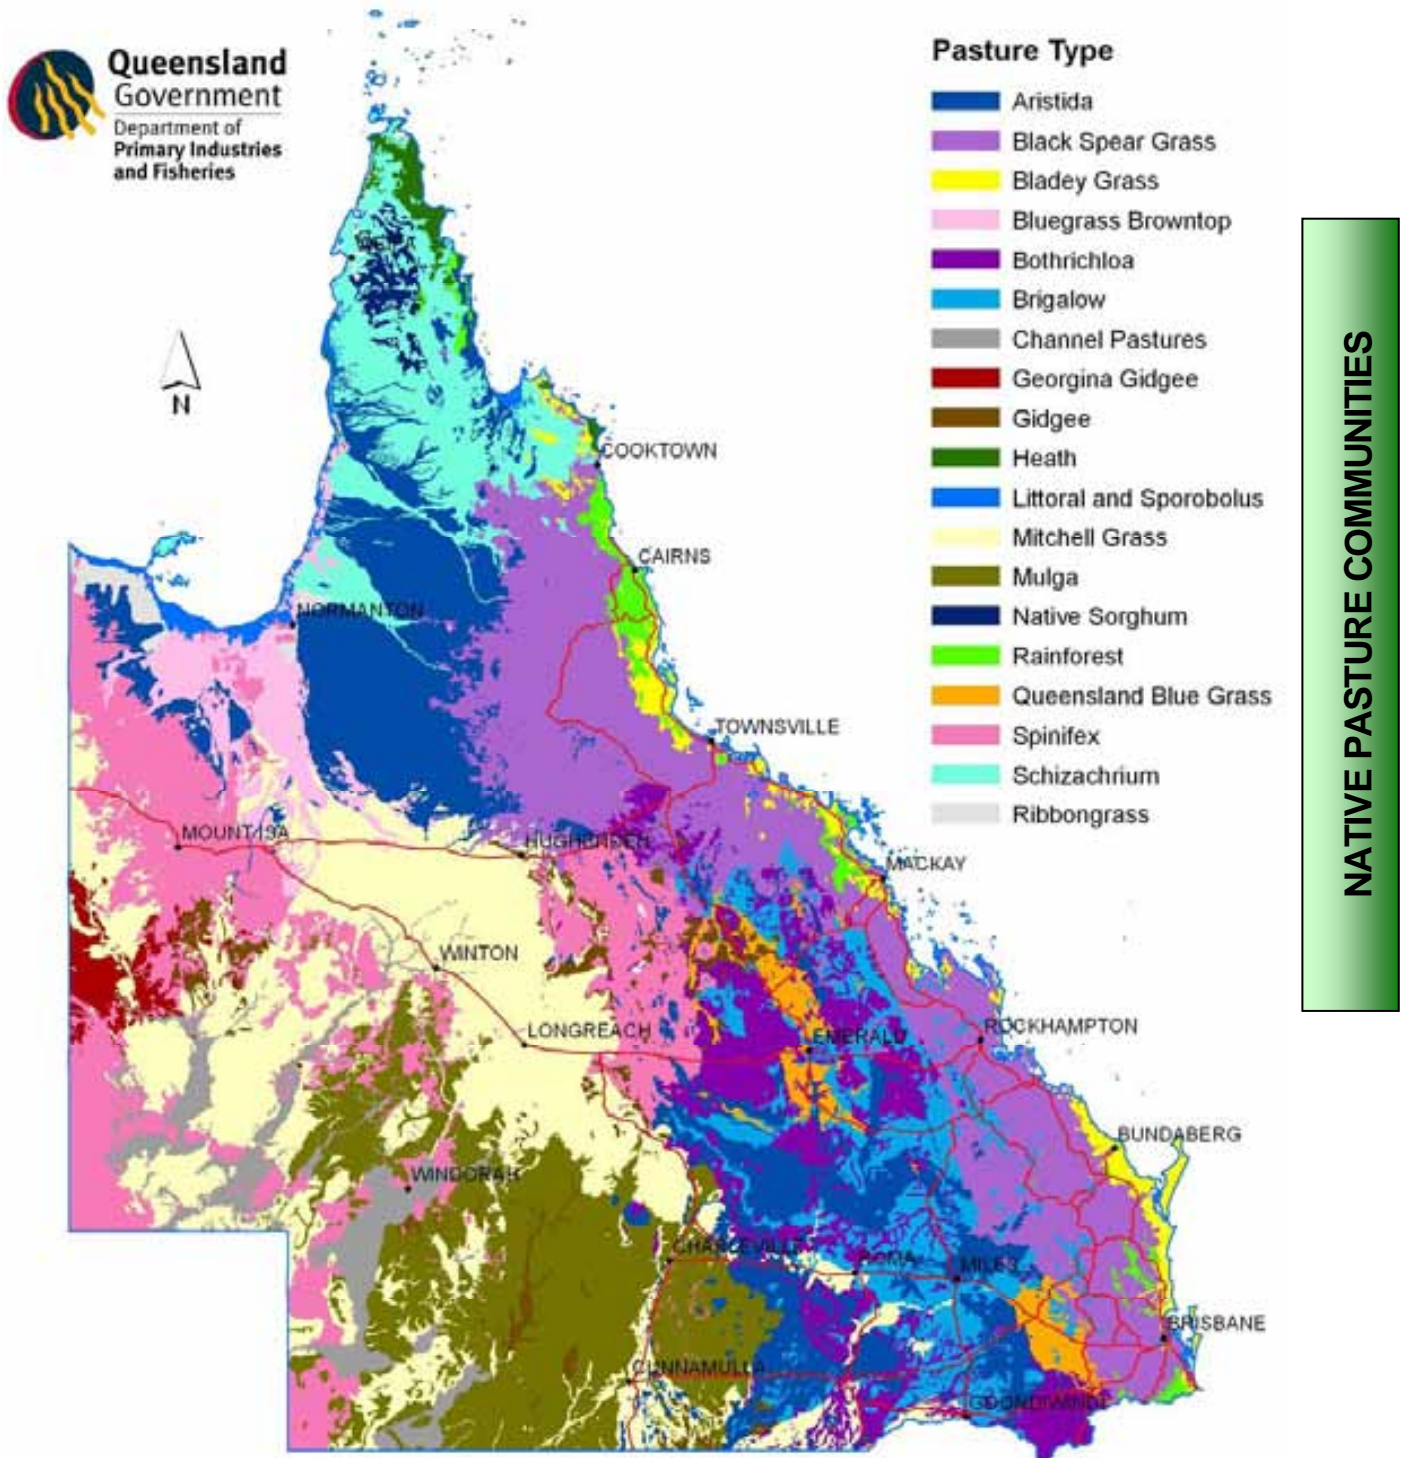 Queensland
Government
Department of
Primary Industries
and Fisheries
N
Pasture Type
Aristida
Black Spear Grass
Bladey Grass
Bluegrass Browntop
Bothrichloa
Brigalow
Channel Pastures
Georgina Gidgee
Gidgee
Heath
Littoral and Sporobolus
Mitchell Grass
Mulga
Native Sorghum
Rainforest
Queensland Blue Grass
Spinifex
Schizachrium
Ribbongrass
NATIVE PASTURE COMMUNITIES
COOKTOWN
CAIRNS
NORMANTON
TOWNSVILLE
MOUNT ISA
HUGHENDEN
MACKAY
WINTON
LONGREACH
EMERALD
ROCKHAMPTON
BUNDABERG
WINDORAH
CHARLEVILLE
ROMA
MILES
BRISBANE
CUNNAMULLA
GOONDIWINDI